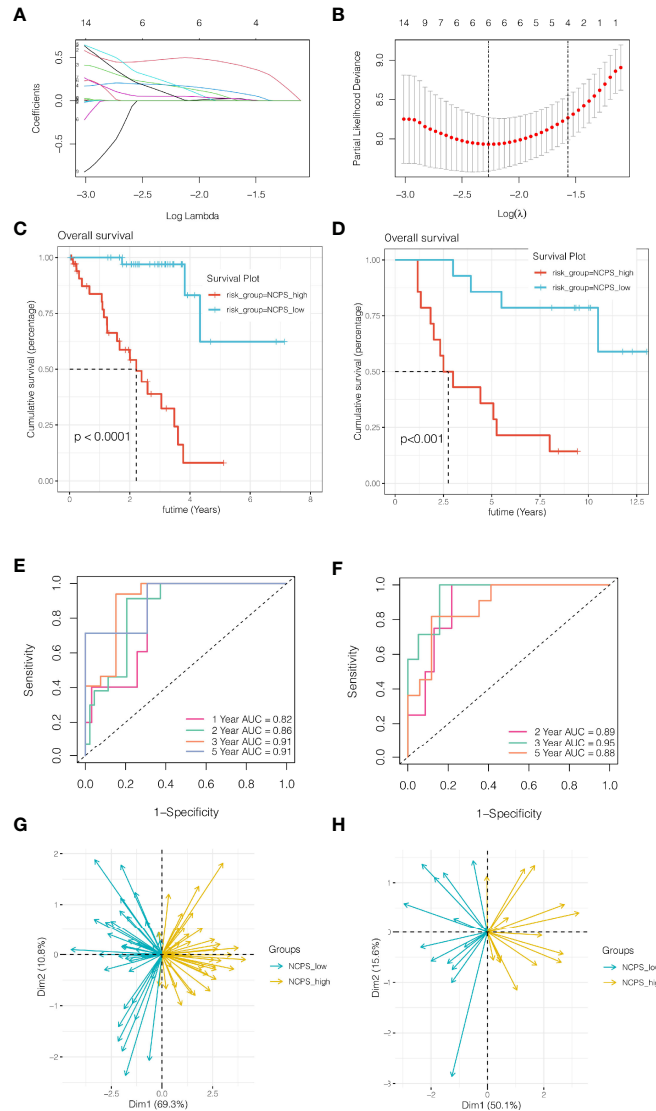 A
14 6 6 4
0.5
0.0
−0.5
Coefficients
−3.0 −2.5 −2.0 −1.5
Log Lambda
B
14 9 7 6 6 6 6 6 5 5 4 2 1 1
9.0
8.5
8.0
Partial Likelihood Deviance
−3.0 −2.5 −2.0 −1.5
Log(λ)
C
Overall survival
1.00
0.75
0.50
0.25
0.00
Cumulative survival (percentage)
Survival Plot
risk_group=NCPS_high
risk_group=NCPS_low
p < 0.0001
0 2 4 6 8
futime (Years)
D
Overall survival
1.00
0.75
0.50
0.25
0.00
Cumulative survival (percentage)
Survival Plot
risk_group=NCPS_high
risk_group=NCPS_low
p<0.001
0.0 2.5 5.0 7.5 10.0 12.5
futime (Years)
E
1.0
0.8
0.6
0.4
0.2
0.0
Sensitivity
1 Year AUC = 0.82
2 Year AUC = 0.86
3 Year AUC = 0.91
5 Year AUC = 0.91
0.0 0.2 0.4 0.6 0.8 1.0
1−Specificity
F
1.0
0.8
0.6
0.4
0.2
0.0
Sensitivity
2 Year AUC = 0.89
3 Year AUC = 0.95
5 Year AUC = 0.88
0.0 0.2 0.4 0.6 0.8 1.0
1−Specificity
G
2
1
0
−1
−2
Dim2 (10.8%)
Groups
NCPS_low
NCPS_high
−2.5 0.0 2.5
Dim1 (69.3%)
H
1
0
−1
−2
−3
Dim2 (15.6%)
Groups
NCPS_low
NCPS_high
−2 0 2
Dim1 (50.1%)